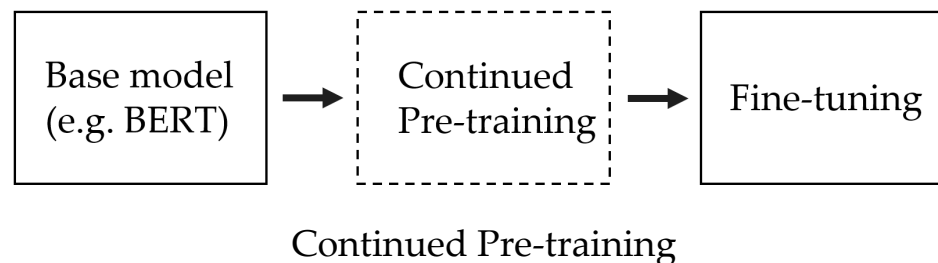 Base model
(e.g. BERT)
Continued
Pre-training
Fine-tuning
Continued Pre-training